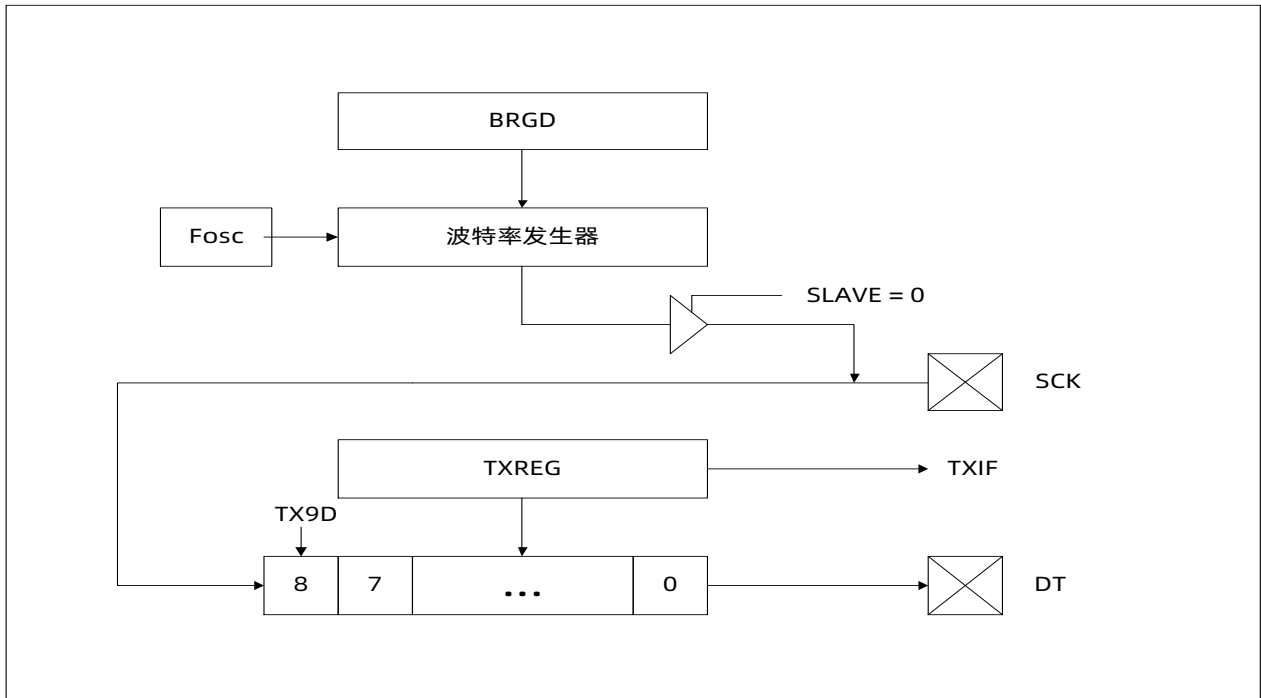 BRGD
Fosc
波特率发生器
SLAVE = 0
SCK
TXREG
TXIF
TX9D
8
7
...
0
DT